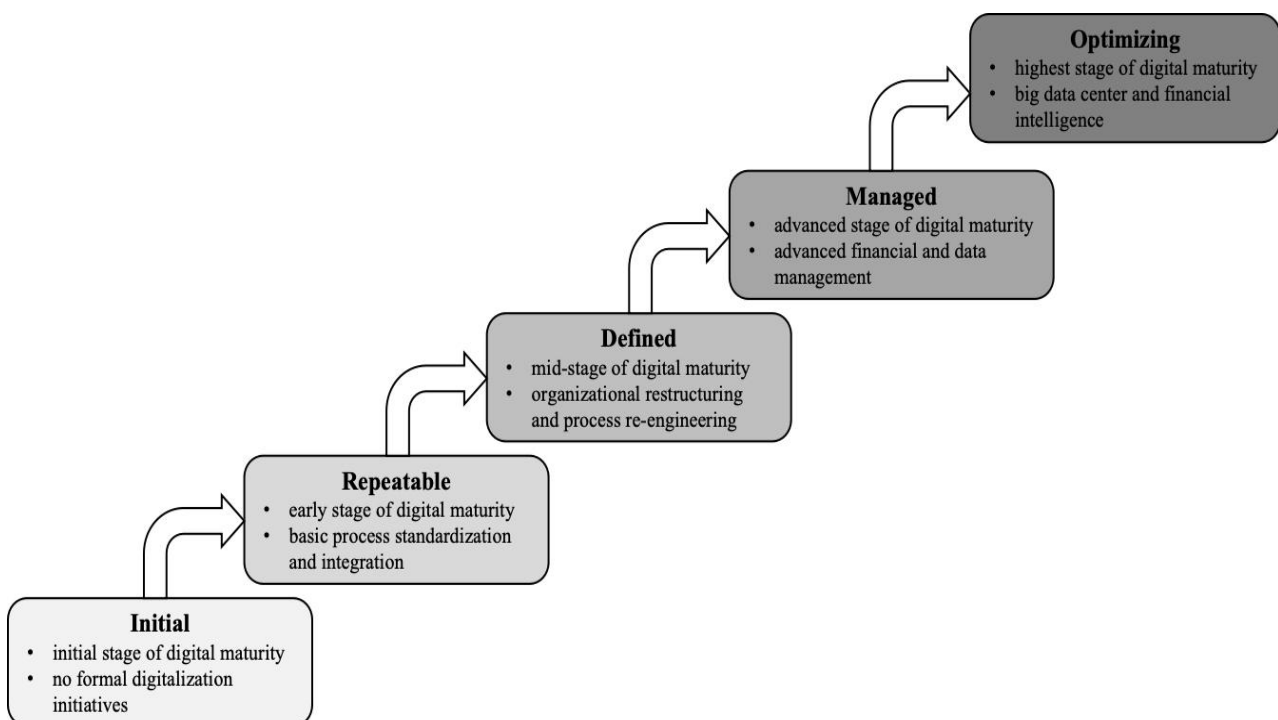 Optimizing
• highest stage of digital maturity
• big data center and financial
intelligence
Managed
• advanced stage of digital maturity
• advanced financial and data
management
Defined
• mid-stage of digital maturity
• organizational restructuring
and process re-engineering
Repeatable
• early stage of digital maturity
• basic process standardization
and integration
Initial
• initial stage of digital maturity
• no formal digitalization
initiatives